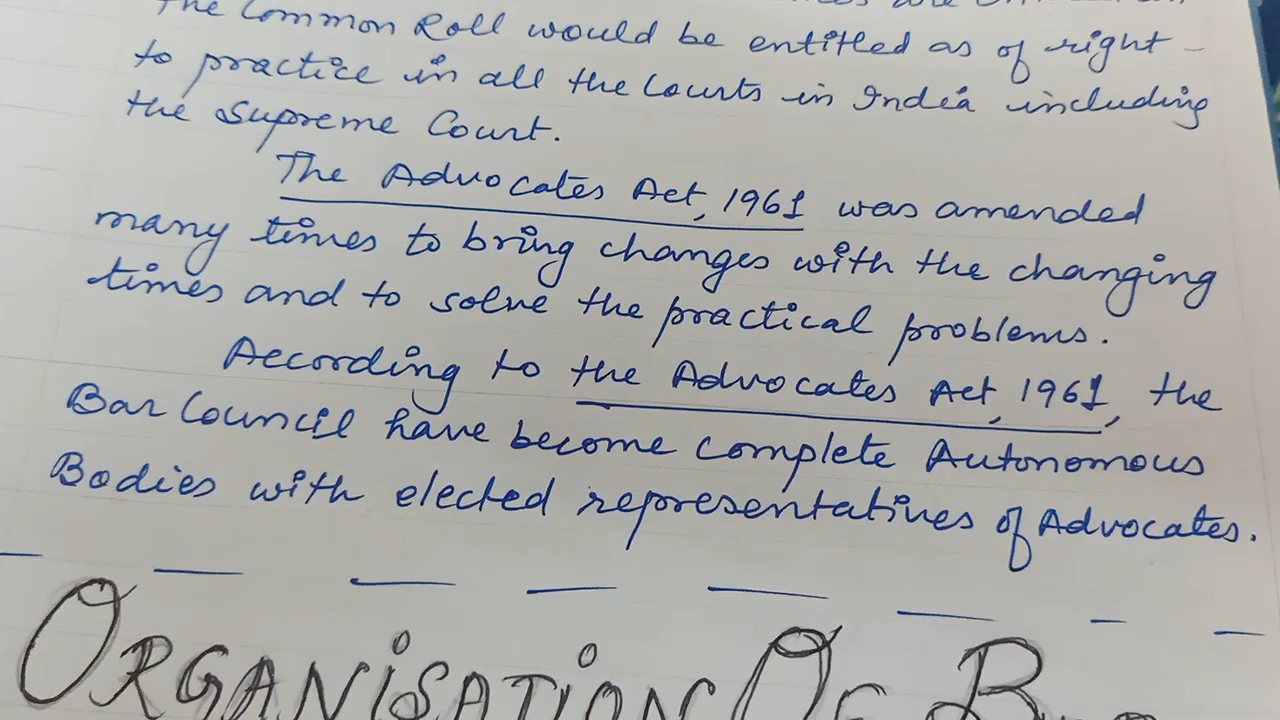 The Common Roll would be entitled as of right
to practice in all the Courts in India including
the Supreme Court.
The Advocates Act, 1961 was amended
many times to bring changes with the changing
times and to solve the practical problems.
According to the Advocates Act, 1961, the
Bar Council have become complete Autonomous
Bodies with elected representatives of Advocates.
ORGANiSATiON OF